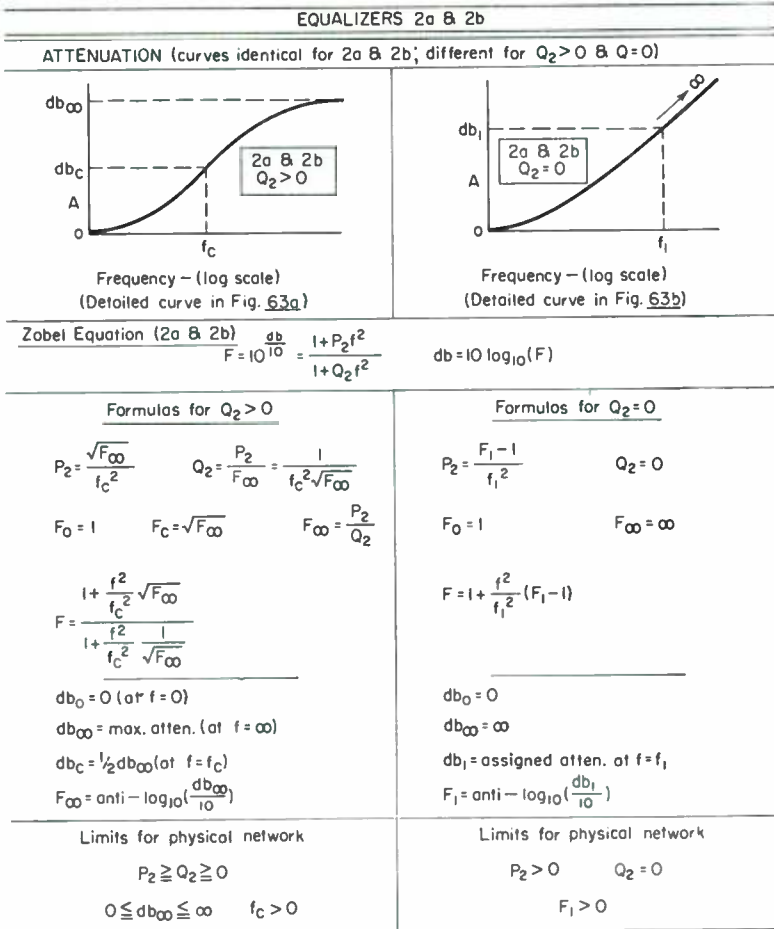 EQUALIZERS 2a & 2b
ATTENUATION (curves identical for 2a & 2b; different for Q₂>0 & Q=0)
db∞
dbC
A
0
2a & 2b
Q₂>0
fC
Frequency – (log scale)
(Detailed curve in Fig. 63a)
∞
db₁
A
0
2a & 2b
Q₂=0
f₁
Frequency – (log scale)
(Detailed curve in Fig. 63b)
Zobel Equation (2a & 2b)
F=10^(db/10) = (1+P₂f²)/(1+Q₂f²)    db=10 log₁₀(F)
Formulas for Q₂>0
P₂=√F∞/fC²    Q₂=P₂/F∞=1/(fC²√F∞)
F₀=1    FC=√F∞    F∞=P₂/Q₂
F=(1+(f²/fC²)√F∞)/(1+(f²/fC²)(1/√F∞))
db₀=0 (at f=0)
db∞=max. atten. (at f=∞)
dbC=½db∞(at f=fC)
F∞=anti–log₁₀(db∞/10)
Limits for physical network
P₂≧Q₂≧0
0≦db∞≦∞    fC>0
Formulas for Q₂=0
P₂=(F₁–1)/f₁²    Q₂=0
F₀=1    F∞=∞
F=1+(f²/f₁²)(F₁–1)
db₀=0
db∞=∞
db₁=assigned atten. at f=f₁
F₁=anti–log₁₀(db₁/10)
Limits for physical network
P₂>0    Q₂=0
F₁>0